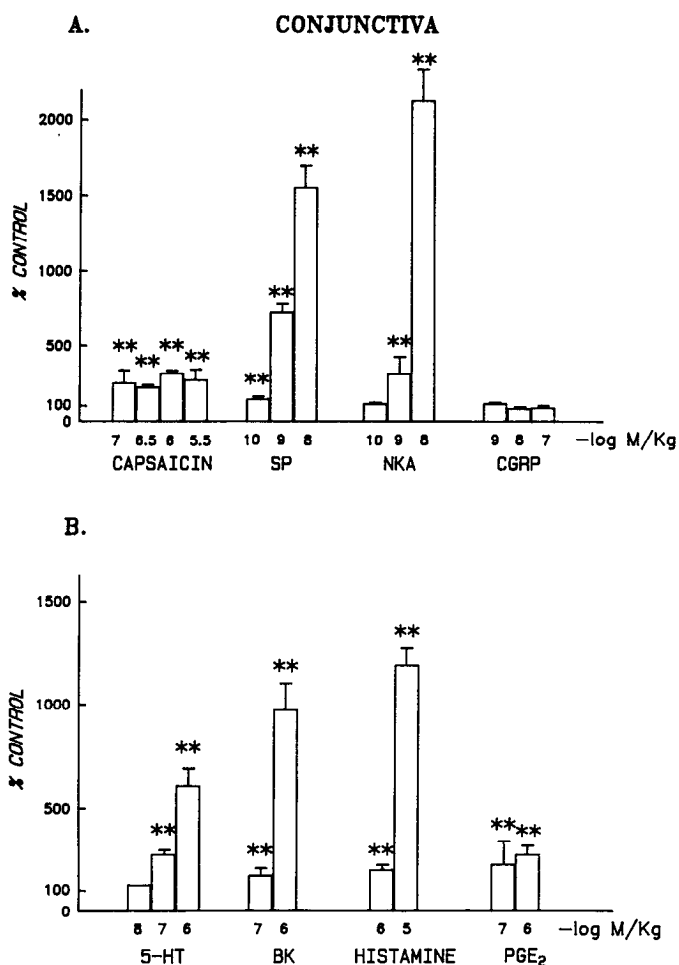 A. CONJUNCTIVA
**
2000
**
1500
% CONTROL
1000
**
500
** ** ** ** ** **
100
0
7 6.5 6 5.5 10 9 8 10 9 8 9 8 7 -log M/Kg
CAPSAICIN SP NKA CGRP
B.
1500
**
**
1000
% CONTROL
**
500
** ** ** ** **
100
0
8 7 6 7 6 6 5 7 6 -log M/Kg
5-HT BK HISTAMINE PGE₂